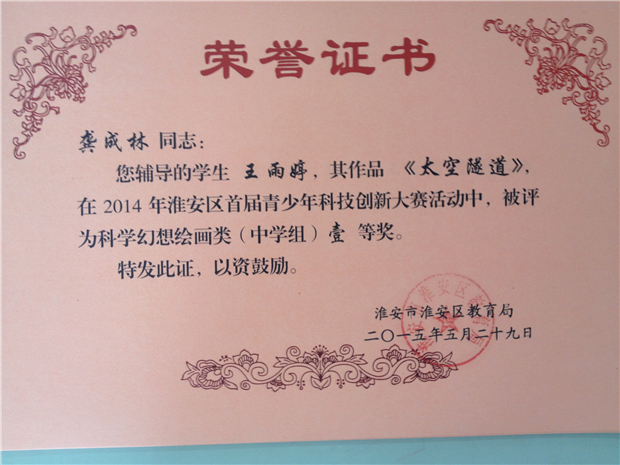 荣誉证书
龚成林 同志：
您辅导的学生 王雨婷，其作品 《太空隧道》，
在 2014 年淮安区首届青少年科技创新大赛活动中，被评
为科学幻想绘画类（中学组）壹 等奖。
特发此证，以资鼓励。
淮安市淮安区教育局
二〇一五年五月二十九日